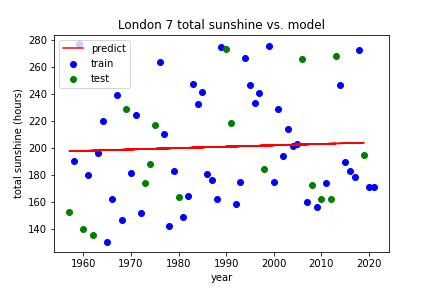 London 7 total sunshine vs. model
predict
train
test
total sunshine (hours)
280
260
240
220
200
180
160
140
1960 1970 1980 1990 2000 2010 2020
year